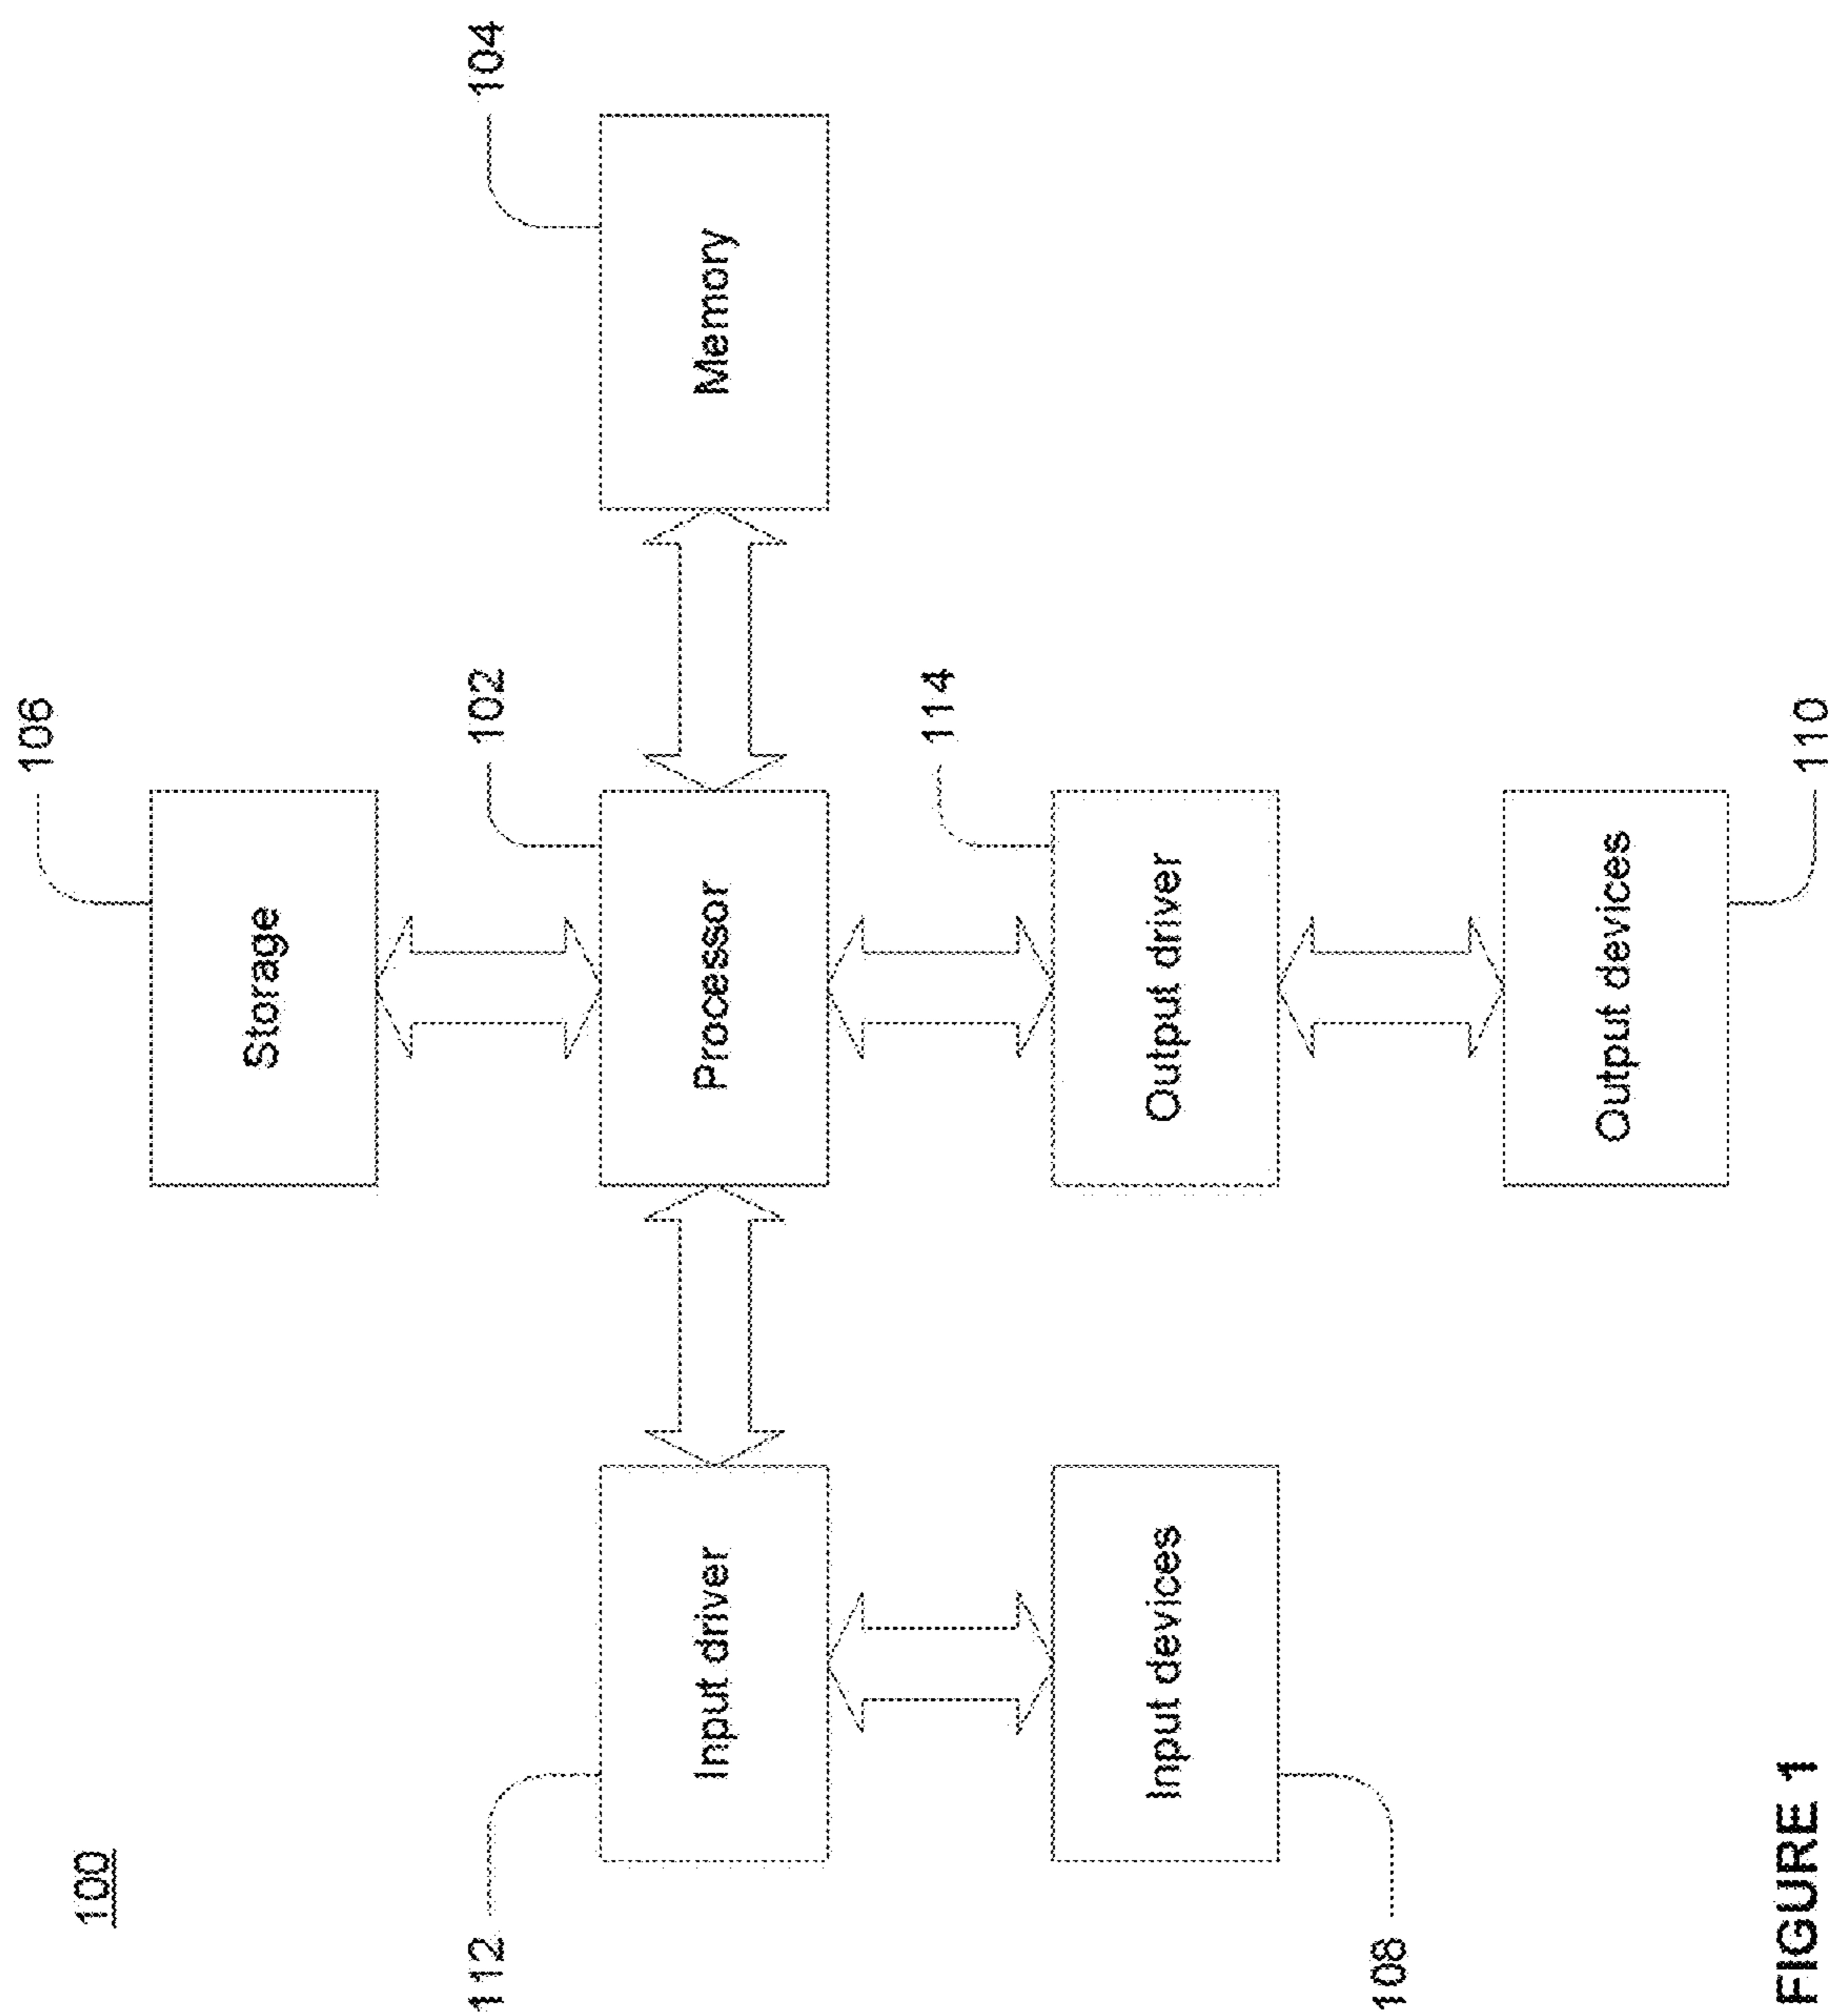 100
106
Storage
112
102
104
Input driver
Processor
Memory
114
Input devices
Output driver
108
Output devices
110
FIGURE 1